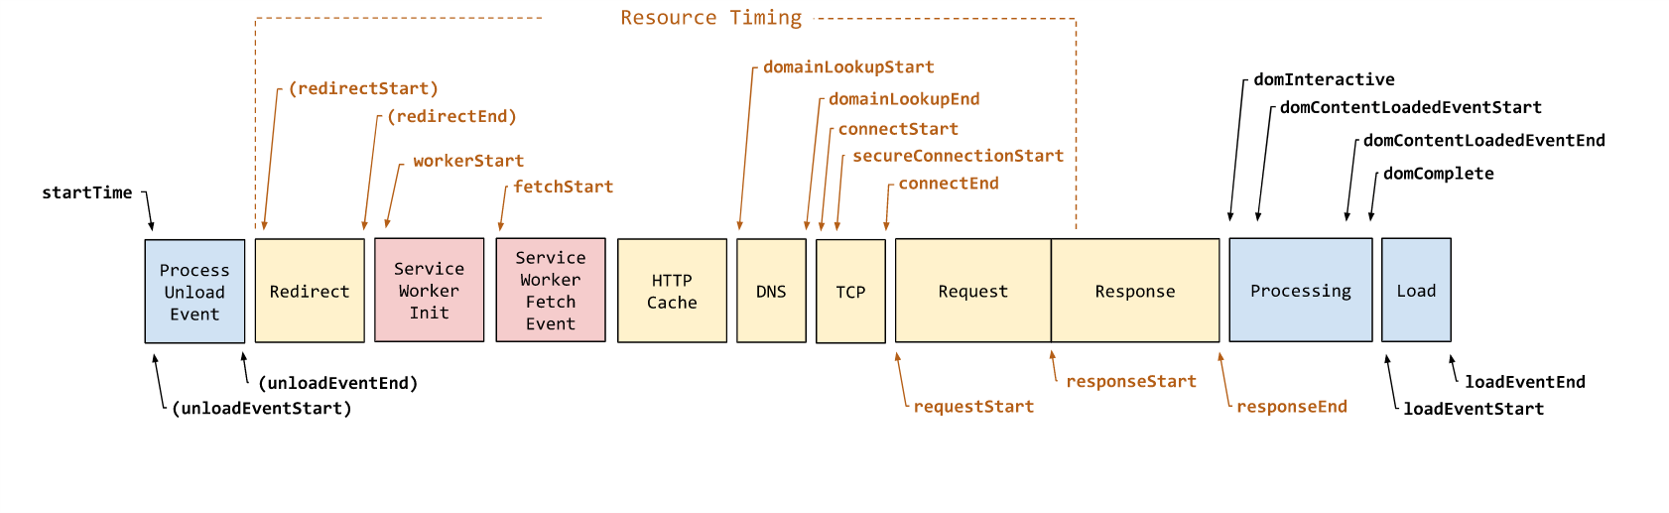 Resource Timing
domainLookupStart
domInteractive
(redirectStart)
domainLookupEnd
domContentLoadedEventStart
(redirectEnd)
connectStart
domContentLoadedEventEnd
workerStart
secureConnectionStart
domComplete
fetchStart
connectEnd
startTime
Process
Unload
Event
Redirect
Service
Worker
Init
Service
Worker
Fetch
Event
HTTP
Cache
DNS
TCP
Request
Response
Processing
Load
(unloadEventEnd)
responseStart
loadEventEnd
(unloadEventStart)
requestStart
responseEnd
loadEventStart